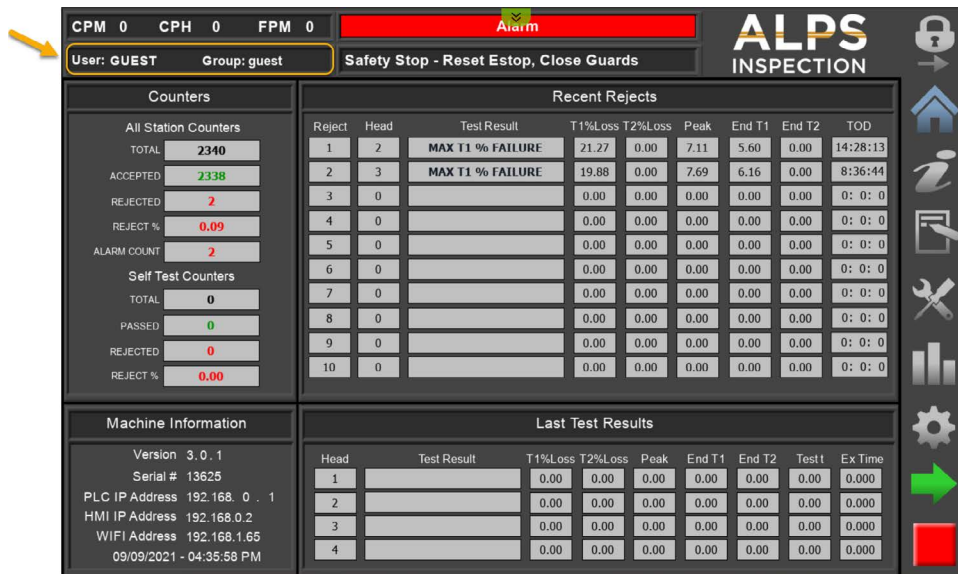 CPM 0 CPH 0 FPM 0 Alarm
ALPS
INSPECTION
User: GUEST Group: guest Safety Stop - Reset Estop, Close Guards
Counters
All Station Counters
TOTAL 2340
ACCEPTED 2338
REJECTED 2
REJECT % 0.09
ALARM COUNT 2
Self Test Counters
TOTAL 0
PASSED 0
REJECTED 0
REJECT % 0.00
Recent Rejects
Reject Head Test Result T1%Loss T2%Loss Peak End T1 End T2 TOD
1 2 MAX T1 % FAILURE 21.27 0.00 7.11 5.60 0.00 14:28:13
2 3 MAX T1 % FAILURE 19.88 0.00 7.69 6.16 0.00 8:36:44
3 0 0.00 0.00 0.00 0.00 0.00 0: 0: 0
4 0 0.00 0.00 0.00 0.00 0.00 0: 0: 0
5 0 0.00 0.00 0.00 0.00 0.00 0: 0: 0
6 0 0.00 0.00 0.00 0.00 0.00 0: 0: 0
7 0 0.00 0.00 0.00 0.00 0.00 0: 0: 0
8 0 0.00 0.00 0.00 0.00 0.00 0: 0: 0
9 0 0.00 0.00 0.00 0.00 0.00 0: 0: 0
10 0 0.00 0.00 0.00 0.00 0.00 0: 0: 0
Machine Information
Version 3.0.1
Serial # 13625
PLC IP Address 192.168. 0 . 1
HMI IP Address 192.168.0.2
WIFI Address 192.168.1.65
09/09/2021 - 04:35:58 PM
Last Test Results
Head Test Result T1%Loss T2%Loss Peak End T1 End T2 Test t Ex Time
1 0.00 0.00 0.00 0.00 0.00 0.00 0.000
2 0.00 0.00 0.00 0.00 0.00 0.00 0.000
3 0.00 0.00 0.00 0.00 0.00 0.00 0.000
4 0.00 0.00 0.00 0.00 0.00 0.00 0.000